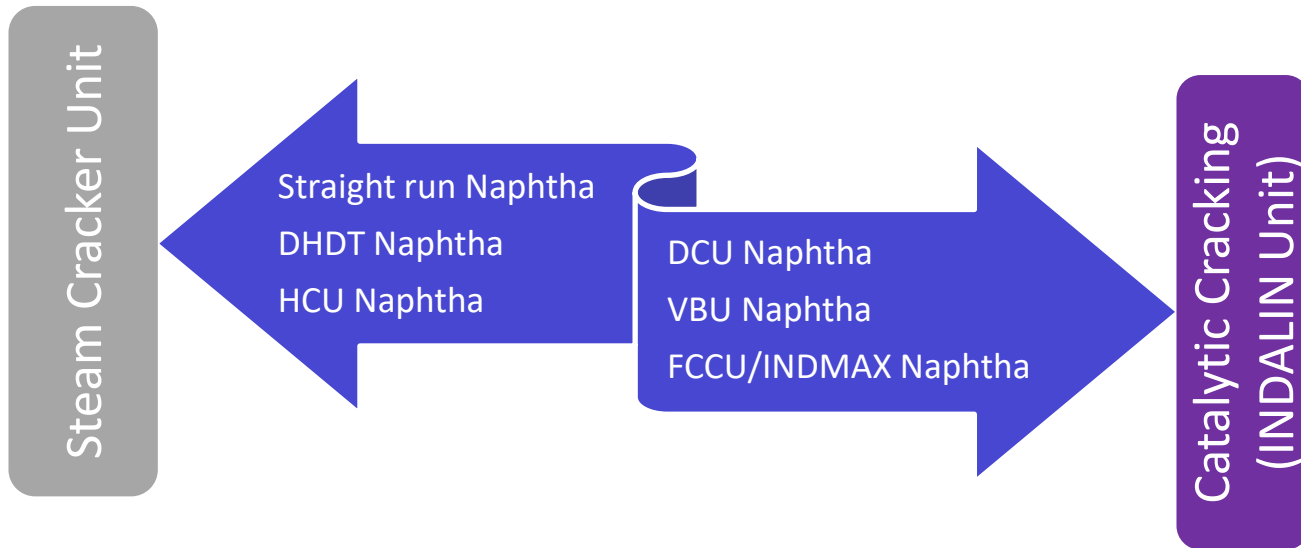 Steam Cracker Unit
Straight run Naphtha
DHDT Naphtha
HCU Naphtha
DCU Naphtha
VBU Naphtha
FCCU/INDMAX Naphtha
Catalytic Cracking
(INDALIN Unit)